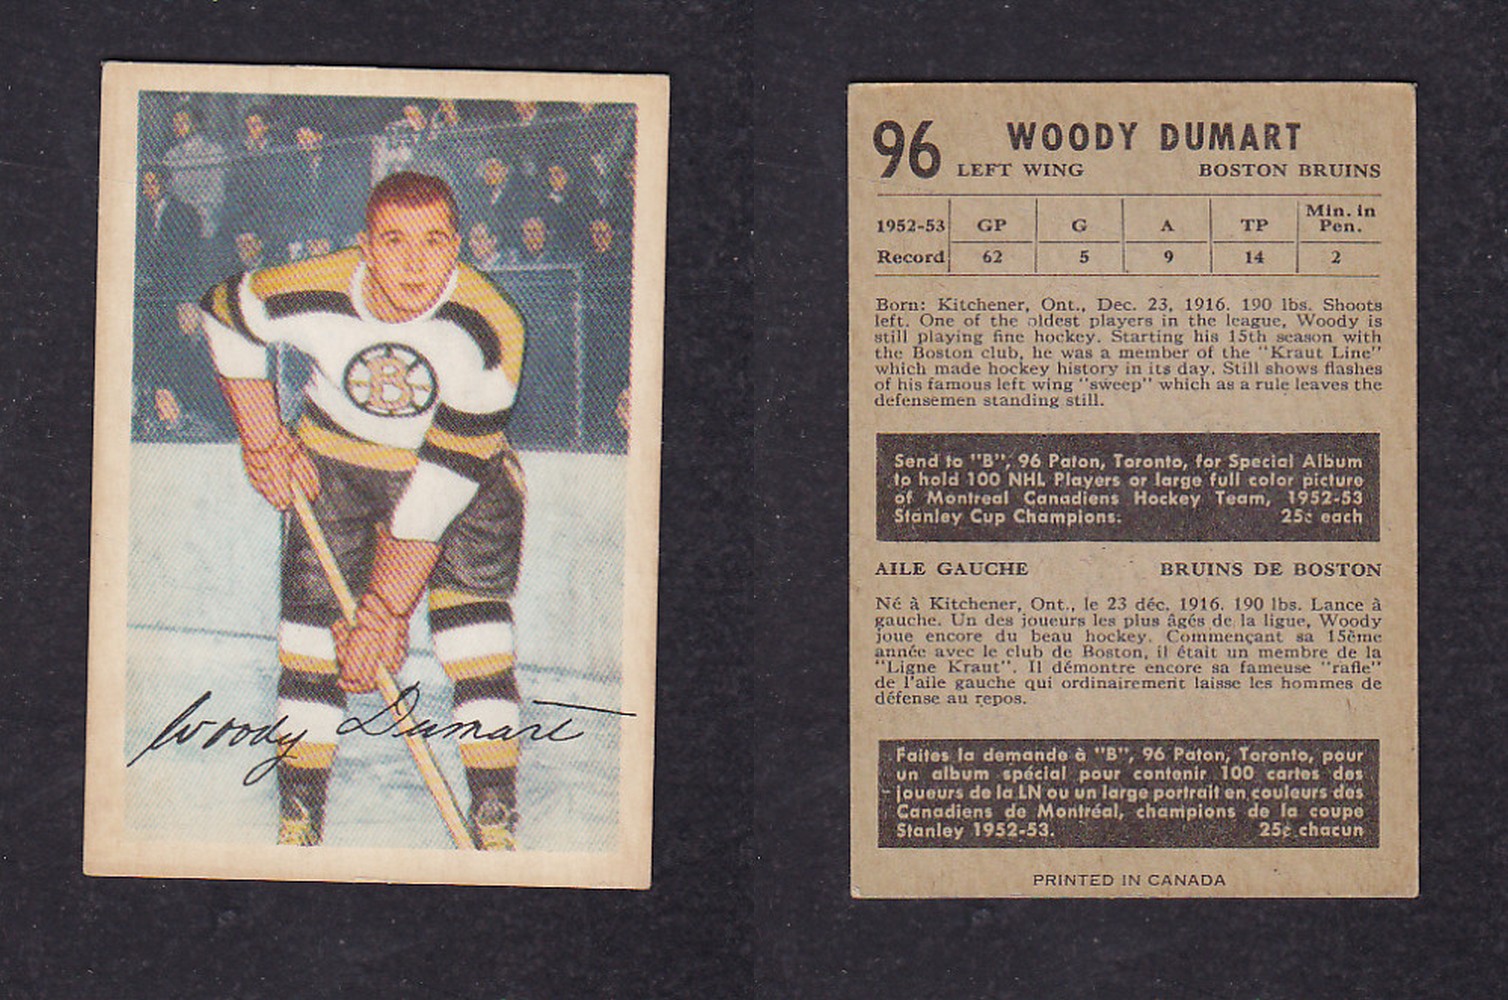 B
Woody Dumart
96 WOODY DUMART
LEFT WING BOSTON BRUINS
1952-53 GP G A TP Min. in Pen.
Record 62 5 9 14 2
Born: Kitchener, Ont., Dec. 23, 1916. 190 lbs. Shoots
left. One of the oldest players in the league, Woody is
still playing fine hockey. Starting his 15th season with
the Boston club, he was a member of the "Kraut Line"
which made hockey history in its day. Still shows flashes
of his famous left wing "sweep" which as a rule leaves the
defensemen standing still.
Send to "B", 96 Paton, Toronto, for Special Album
to hold 100 NHL Players or large full color picture
of Montreal Canadiens Hockey Team, 1952-53
Stanley Cup Champions. 25¢ each
AILE GAUCHE BRUINS DE BOSTON
Né à Kitchener, Ont., le 23 déc. 1916. 190 lbs. Lance à
gauche. Un des joueurs les plus âgés de la ligue, Woody
joue encore du beau hockey. Commençant sa 15ème
année avec le club de Boston, il était un membre de la
"Ligne Kraut". Il démontre encore sa fameuse "rafle"
de l'aile gauche qui ordinairement laisse les hommes de
défense au repos.
Faites la demande à "B", 96 Paton, Toronto, pour
un album spécial pour contenir 100 cartes des
joueurs de la LN ou un large portrait en couleurs des
Canadiens de Montréal, champions de la coupe
Stanley 1952-53. 25¢ chacun
PRINTED IN CANADA